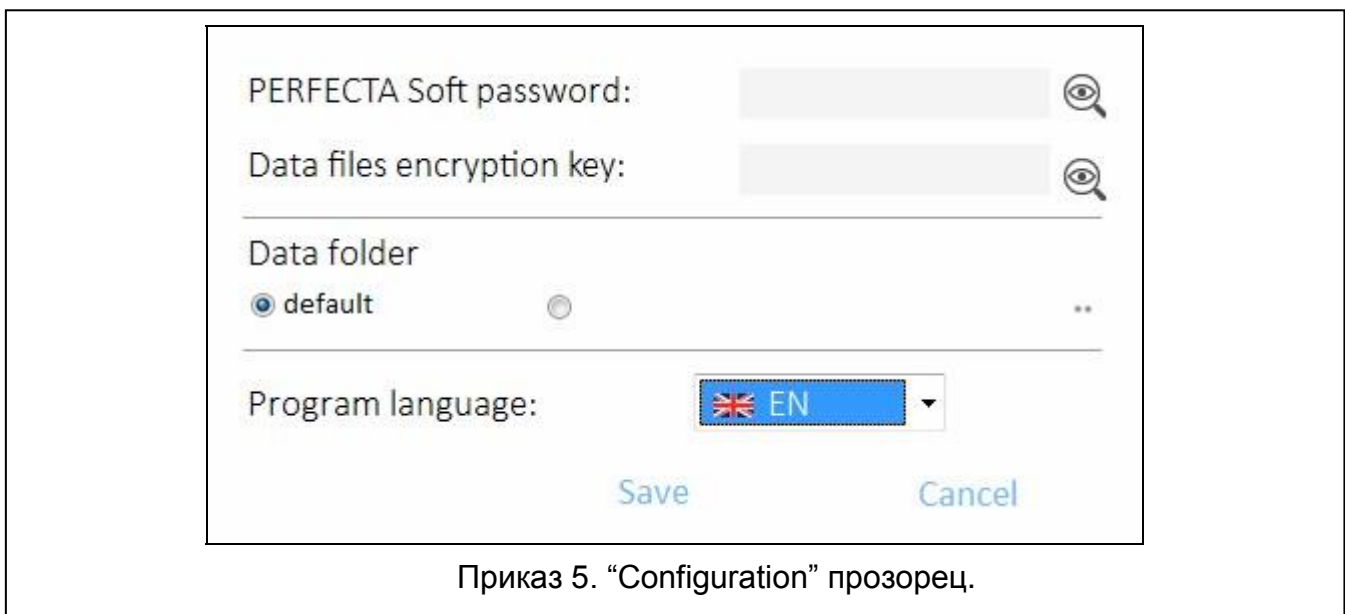 PERFECTA Soft password:
Data files encryption key:
Data folder
default
..
Program language:
EN
Save Cancel
Приказ 5. “Configuration” прозорец.